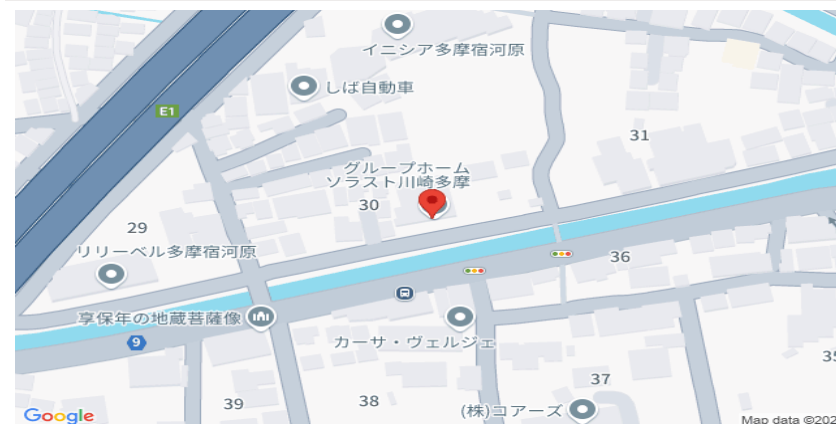 イニシア多摩宿河原
しば自動車
E1
31
グループホーム
ソラスト川崎多摩
30
29
リリーベル多摩宿河原
36
享保年の地蔵菩薩像
9
カーサ・ヴェルジェ
35
37
38
39
(株)コアーズ
Google
Map data ©202